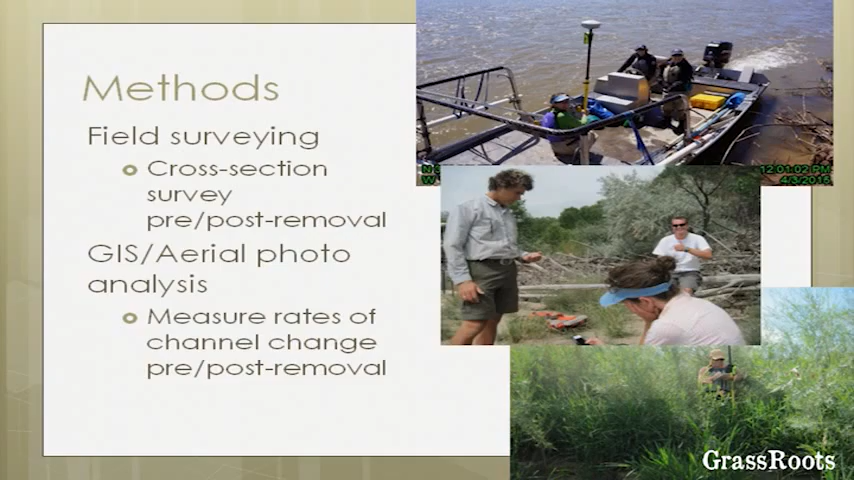 Methods
Field surveying
Cross-section
survey
pre/post-removal
GIS/Aerial photo
analysis
Measure rates of
channel change
pre/post-removal
12:01:02 PM
4/3/2016
GrassRoots